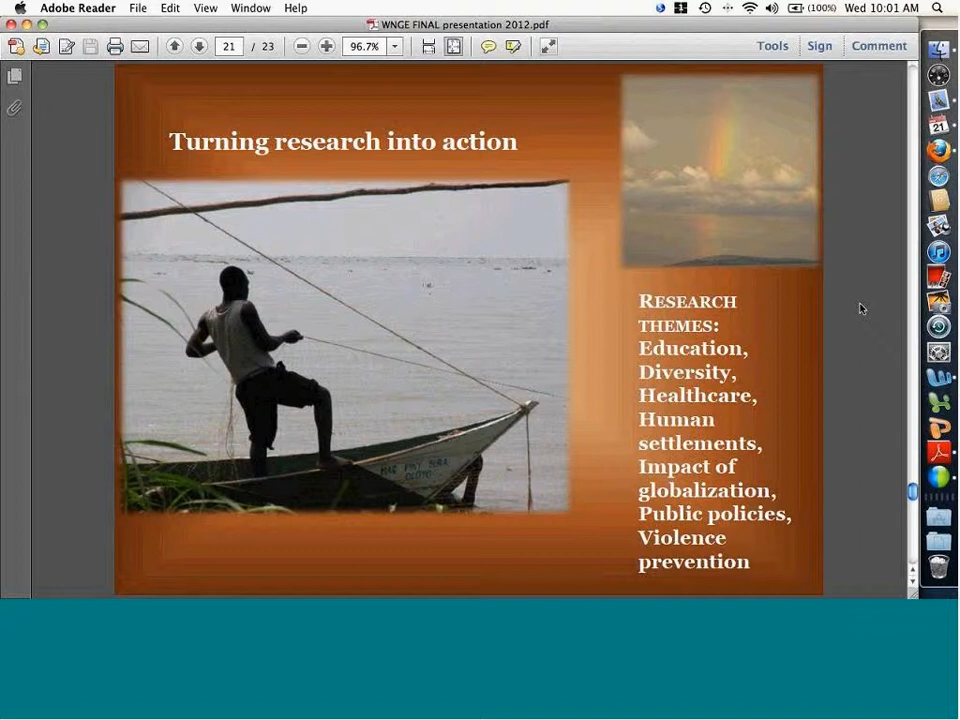 Adobe Reader File Edit View Window Help (100%) Wed 10:01 AM
WNGE FINAL presentation 2012.pdf
21 / 23 96.7% Tools Sign Comment
21
Turning research into action
RESEARCH
THEMES:
Education,
Diversity,
Healthcare,
Human
settlements,
Impact of
globalization,
Public policies,
Violence
prevention